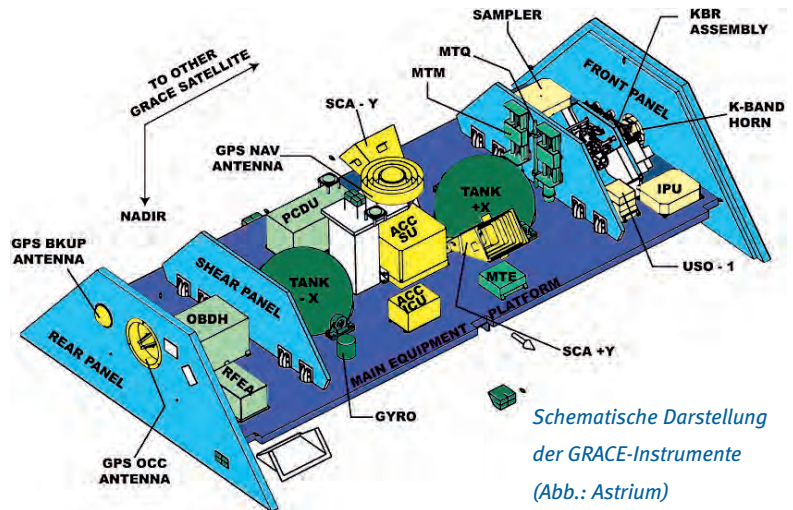 SAMPLER
KBR
ASSEMBLY
MTQ
MTM
FRONT PANEL
K-BAND
HORN
TO OTHER
GRACE SATELLITE
SCA - Y
GPS NAV
ANTENNA
NADIR
PCDU
TANK
+X
IPU
ACC
SU
USO - 1
GPS BKUP
ANTENNA
SHEAR PANEL
TANK
- X
MTE
ACC
ICU
OBDH
REAR PANEL
MAIN EQUIPMENT PLATFORM
SCA +Y
RFEA
GYRO
GPS OCC
ANTENNA
Schematische Darstellung
der GRACE-Instrumente
(Abb.: Astrium)